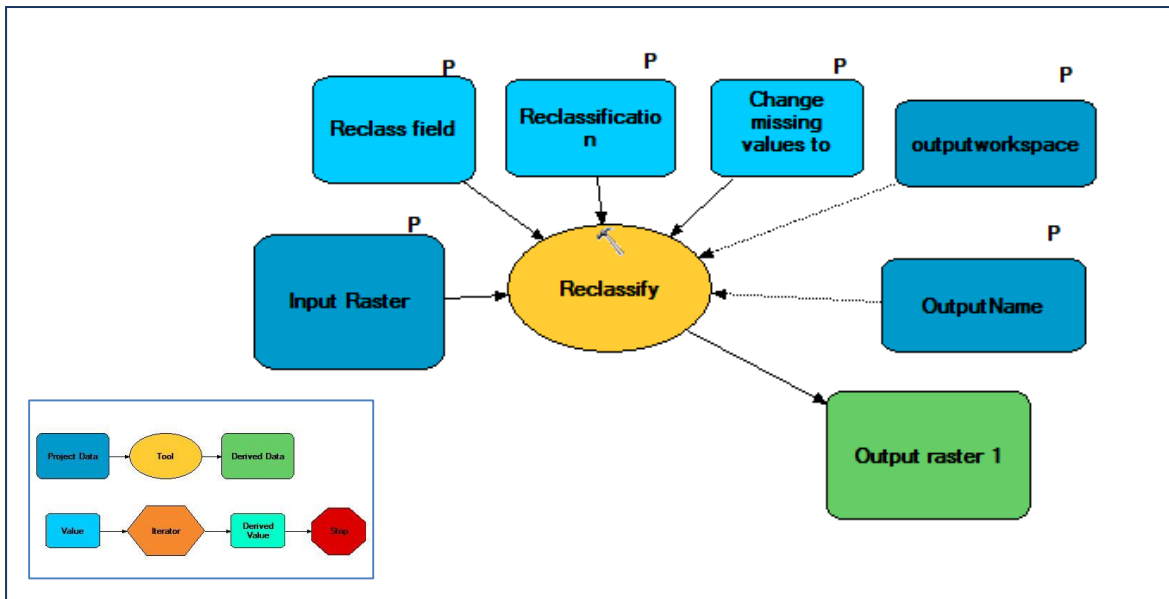 P
Reclass field
P
Reclassificatio
n
P
Change
missing
values to
P
outputworkspace
P
Input Raster
Reclassify
P
OutputName
Output raster 1
Project Data
Tool
Derived Data
Value
Iterator
Derived
Value
Stop